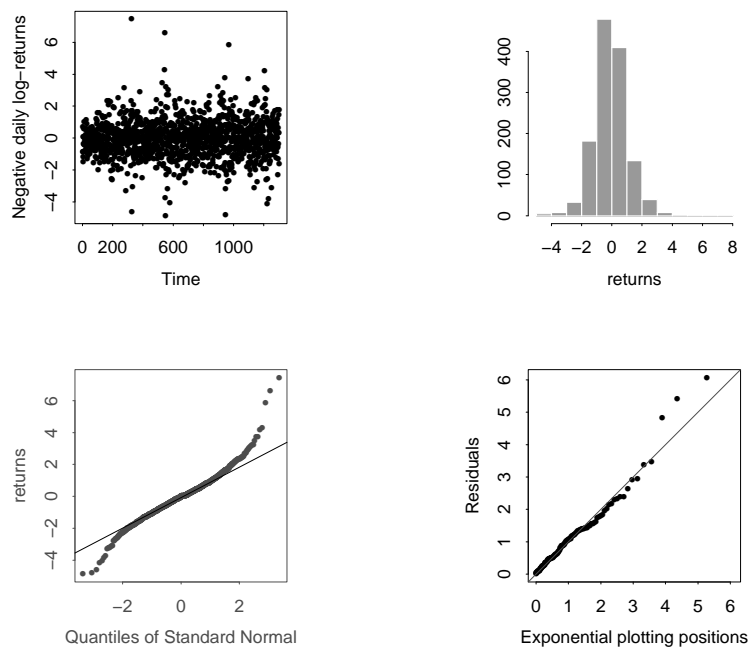 Negative daily log−returns
6
4
2
0
−2
−4
0 200 600 1000
Time
400
300
200
100
0
−4 −2 0 2 4 6 8
returns
returns
6
4
2
0
−2
−4
−2 0 2
Quantiles of Standard Normal
Residuals
6
5
4
3
2
1
0
0 1 2 3 4 5 6
Exponential plotting positions